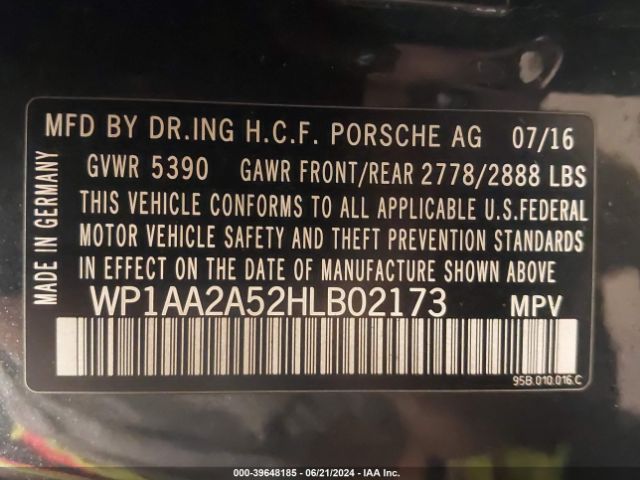 MFD BY DR.ING H.C.F. PORSCHE AG 07/16
GVWR 5390 GAWR FRONT/REAR 2778/2888 LBS
THIS VEHICLE CONFORMS TO ALL APPLICABLE U.S.FEDERAL
MOTOR VEHICLE SAFETY AND THEFT PREVENTION STANDARDS
IN EFFECT ON THE DATE OF MANUFACTURE SHOWN ABOVE.
WP1AA2A52HLB02173 MPV
MADE IN GERMANY
95B.010.016.C
000-39648185 - 06/21/2024 - IAA Inc.